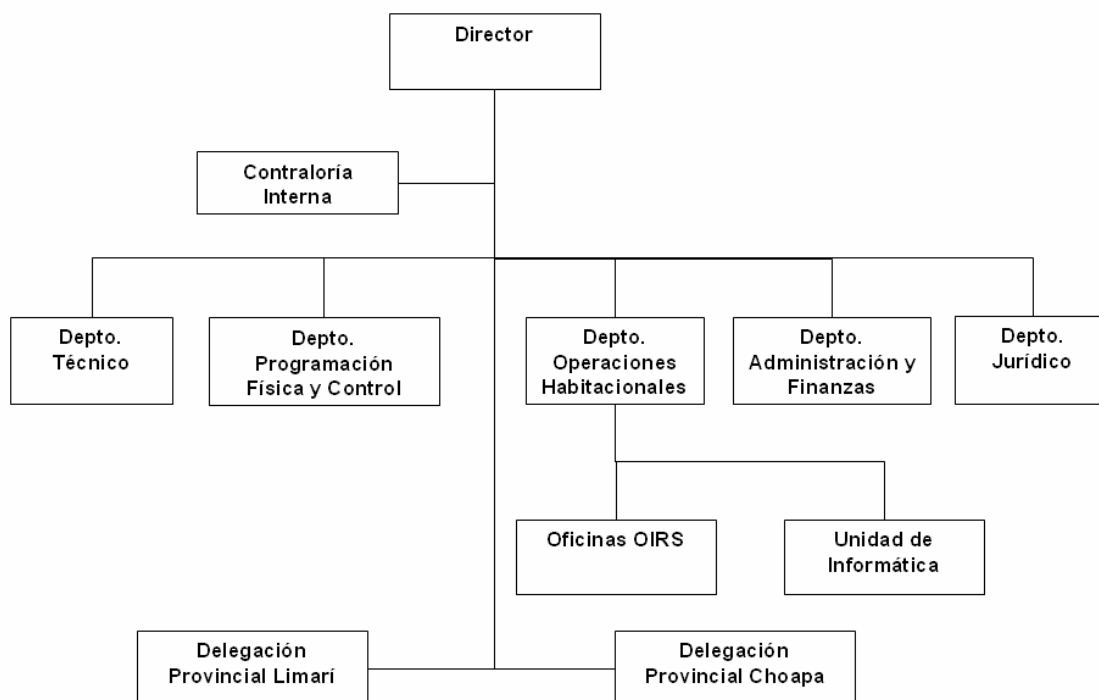 Director
Contraloría
Interna
Depto.
Técnico
Depto.
Programación
Física y Control
Depto.
Operaciones
Habitacionales
Depto.
Administración y
Finanzas
Depto.
Jurídico
Oficinas OIRS
Unidad de
Informática
Delegación
Provincial Limarí
Delegación
Provincial Choapa